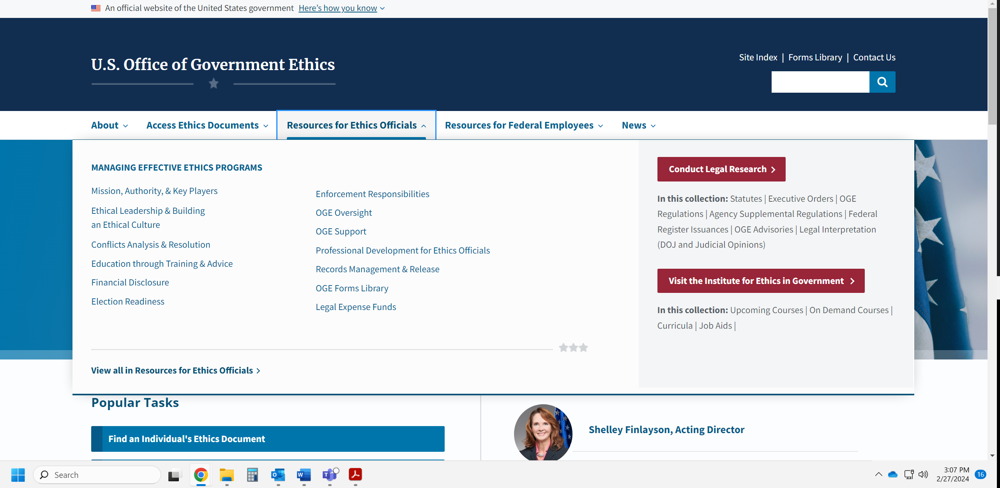 An official website of the United States government Here’s how you know
U.S. Office of Government Ethics
Site Index | Forms Library | Contact Us
About
Access Ethics Documents
Resources for Ethics Officials
Resources for Federal Employees
News
MANAGING EFFECTIVE ETHICS PROGRAMS
Mission, Authority, & Key Players
Ethical Leadership & Building
an Ethical Culture
Conflicts Analysis & Resolution
Education through Training & Advice
Financial Disclosure
Election Readiness
Enforcement Responsibilities
OGE Oversight
OGE Support
Professional Development for Ethics Officials
Records Management & Release
OGE Forms Library
Legal Expense Funds
Conduct Legal Research
In this collection: Statutes | Executive Orders | OGE
Regulations | Agency Supplemental Regulations | Federal
Register Issuances | OGE Advisories | Legal Interpretation
(DOJ and Judicial Opinions)
Visit the Institute for Ethics in Government
In this collection: Upcoming Courses | On Demand Courses |
Curricula | Job Aids |
View all in Resources for Ethics Officials
Popular Tasks
Find an Individual's Ethics Document
Shelley Finlayson, Acting Director
Search
O
W
T
3:07 PM
2/27/2024
16